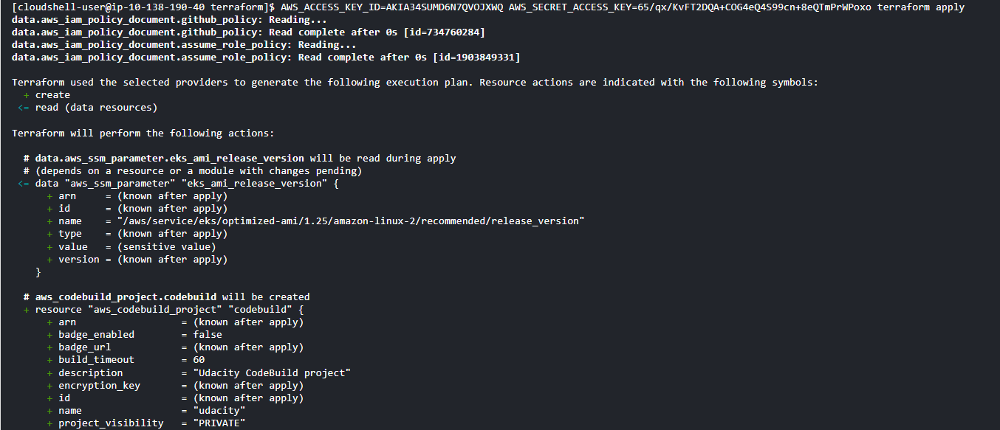 [cloudshell-user@ip-10-138-190-40 terraform]$ AWS_ACCESS_KEY_ID=AKIA34SUMD6N7QVOJXWQ AWS_SECRET_ACCESS_KEY=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 terraform apply
data.aws_iam_policy_document.github_policy: Reading...
data.aws_iam_policy_document.github_policy: Read complete after 0s [id=734760284]
data.aws_iam_policy_document.assume_role_policy: Reading...
data.aws_iam_policy_document.assume_role_policy: Read complete after 0s [id=1903849331]
Terraform used the selected providers to generate the following execution plan. Resource actions are indicated with the following symbols:
+ create
<= read (data resources)
Terraform will perform the following actions:
# data.aws_ssm_parameter.eks_ami_release_version will be read during apply
# (depends on a resource or a module with changes pending)
<= data "aws_ssm_parameter" "eks_ami_release_version" {
+ arn = (known after apply)
+ id = (known after apply)
+ name = "/aws/service/eks/optimized-ami/1.25/amazon-linux-2/recommended/release_version"
+ type = (known after apply)
+ value = (sensitive value)
+ version = (known after apply)
}
# aws_codebuild_project.codebuild will be created
+ resource "aws_codebuild_project" "codebuild" {
+ arn = (known after apply)
+ badge_enabled = false
+ badge_url = (known after apply)
+ build_timeout = 60
+ description = "Udacity CodeBuild project"
+ encryption_key = (known after apply)
+ id = (known after apply)
+ name = "udacity"
+ project_visibility = "PRIVATE"